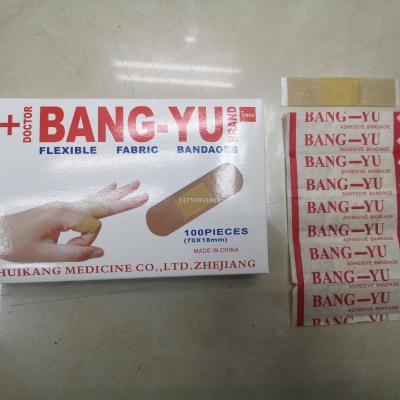 + DOCTOR BANG-YU BRAND
FLEXIBLE FABRIC BANDAGES
100PIECES
(70X18mm)
MADE IN CHINA
HUIKANG MEDICINE CO.,LTD.ZHEJIANG
BANG—YU
ADHESIVE BANDAGE
BANG—YU
ADHESIVE BANDAGE
BANG—YU
ADHESIVE BANDAGE
BANG—YU
ADHESIVE BANDAGE
BANG—YU
ADHESIVE BANDAGE
BANG—YU
ADHESIVE BANDAGE
BANG—YU
ADHESIVE BANDAGE
BANG—YU
ADHESIVE BANDAGE
BANG—YU
ADHESIVE BANDAGE
BANG—YU